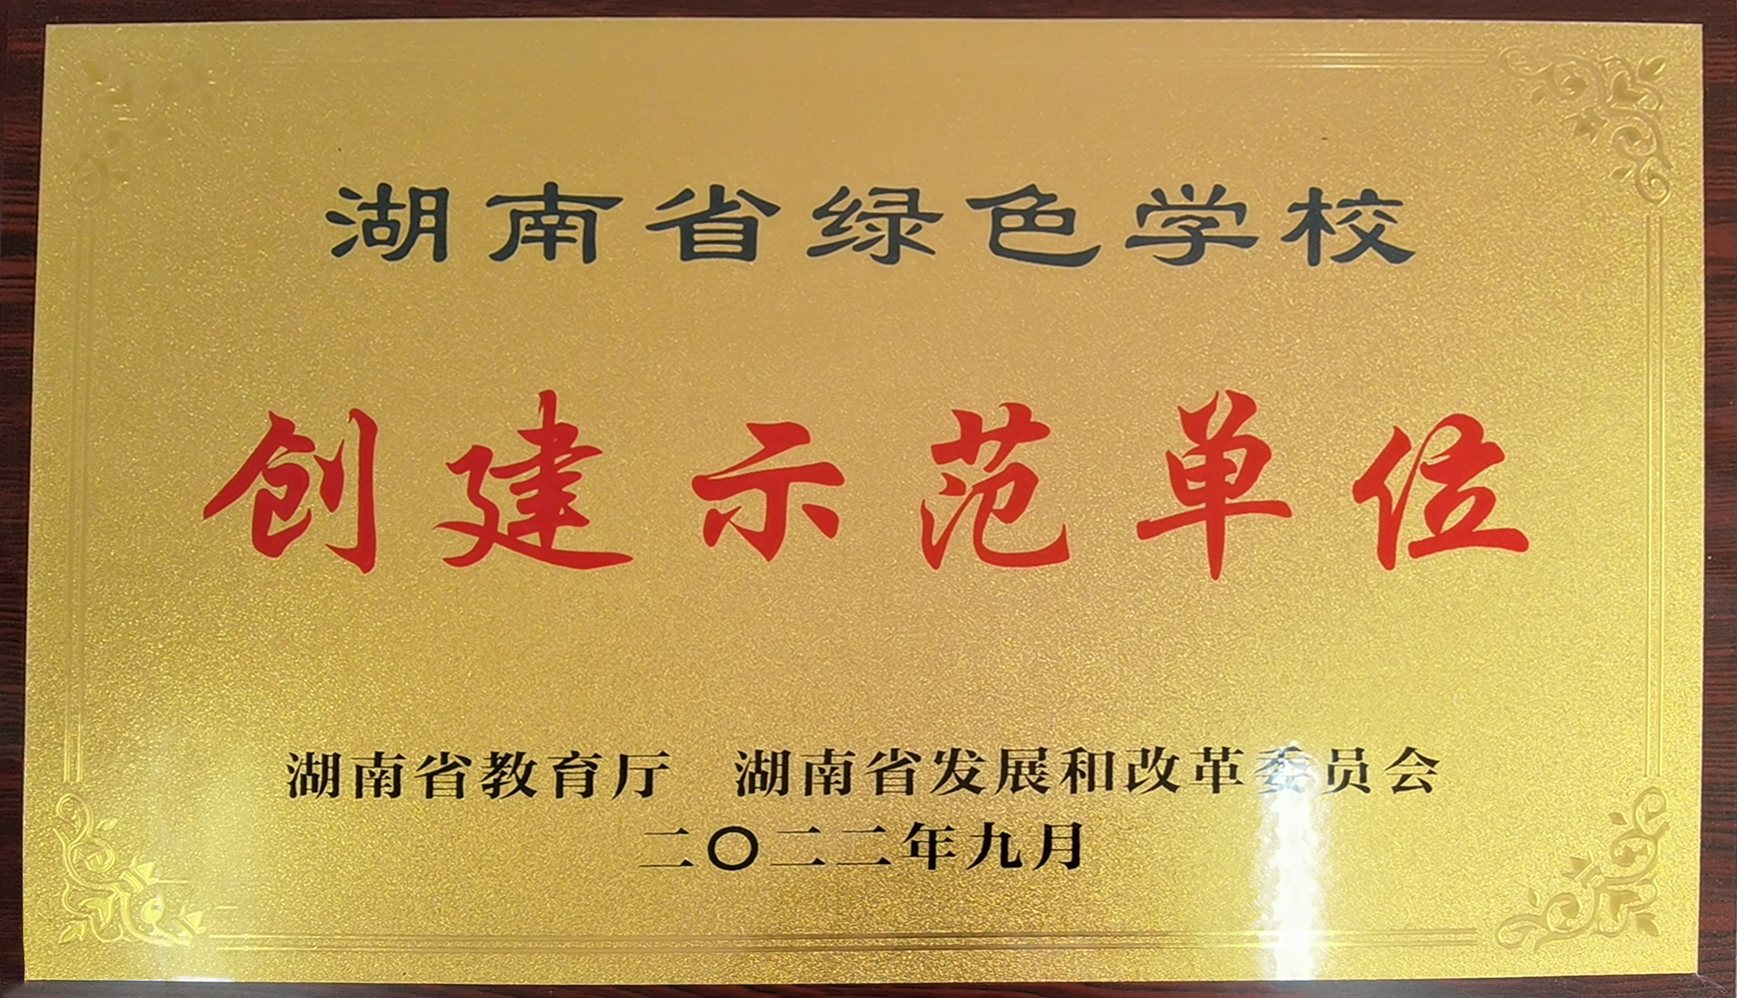 湖南省绿色学校
创建示范单位
湖南省教育厅 湖南省发展和改革委员会
二〇二二年九月